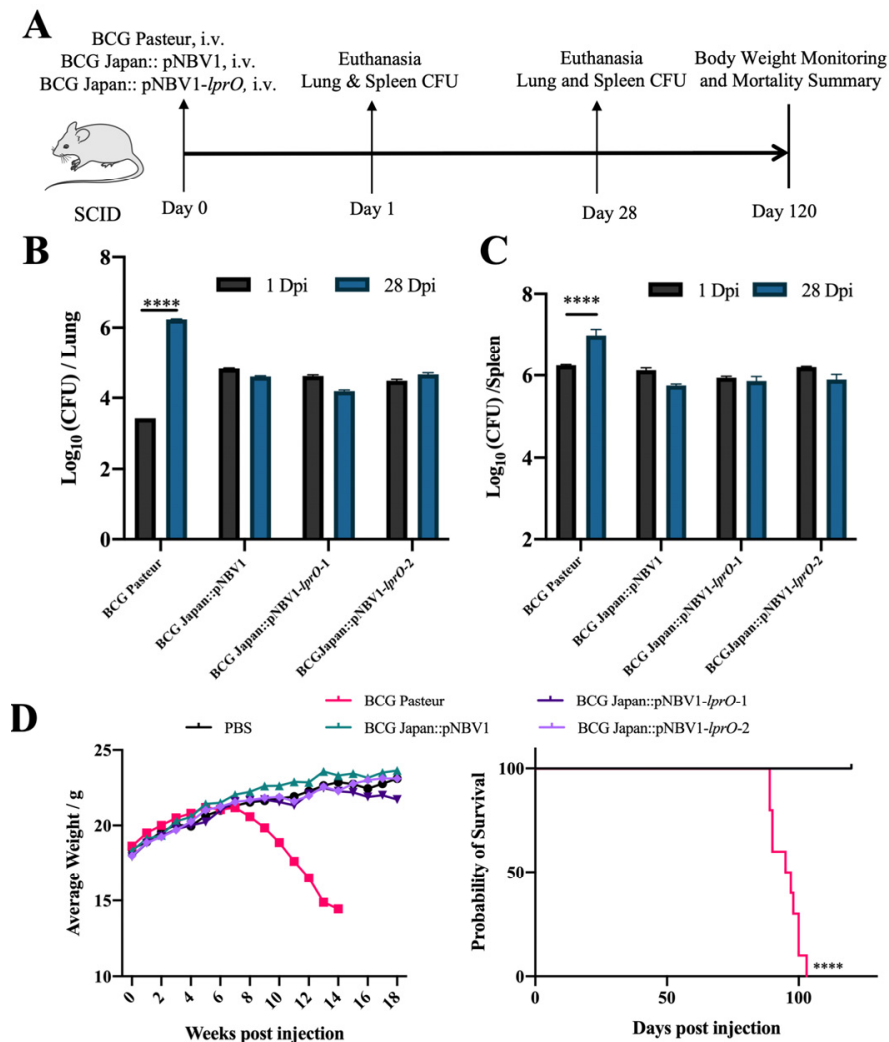 A
BCG Pasteur, i.v.
BCG Japan:: pNBV1, i.v.
BCG Japan:: pNBV1-lprO, i.v.
Euthanasia
Lung & Spleen CFU
Euthanasia
Lung and Spleen CFU
Body Weight Monitoring
and Mortality Summary
SCID
Day 0
Day 1
Day 28
Day 120
B
1 Dpi
28 Dpi
****
Log10 (CFU) / Lung
8
6
4
2
0
BCG Pasteur
BCG Japan::pNBV1
BCG Japan::pNBV1-lprO-1
BCGJapan::pNBV1-lprO-2
C
1 Dpi
28 Dpi
****
Log10 (CFU) /Spleen
8
6
4
2
BCG Pasteur
BCG Japan::pNBV1
BCG Japan::pNBV1-lprO-1
BCGJapan::pNBV1-lprO-2
D
PBS
BCG Pasteur
BCG Japan::pNBV1
BCG Japan::pNBV1-lprO-1
BCG Japan::pNBV1-lprO-2
Average Weight / g
25
20
15
10
0 2 4 6 8 10 12 14 16 18
Weeks post injection
Probability of Survival
100
50
0
****
0 50 100
Days post injection